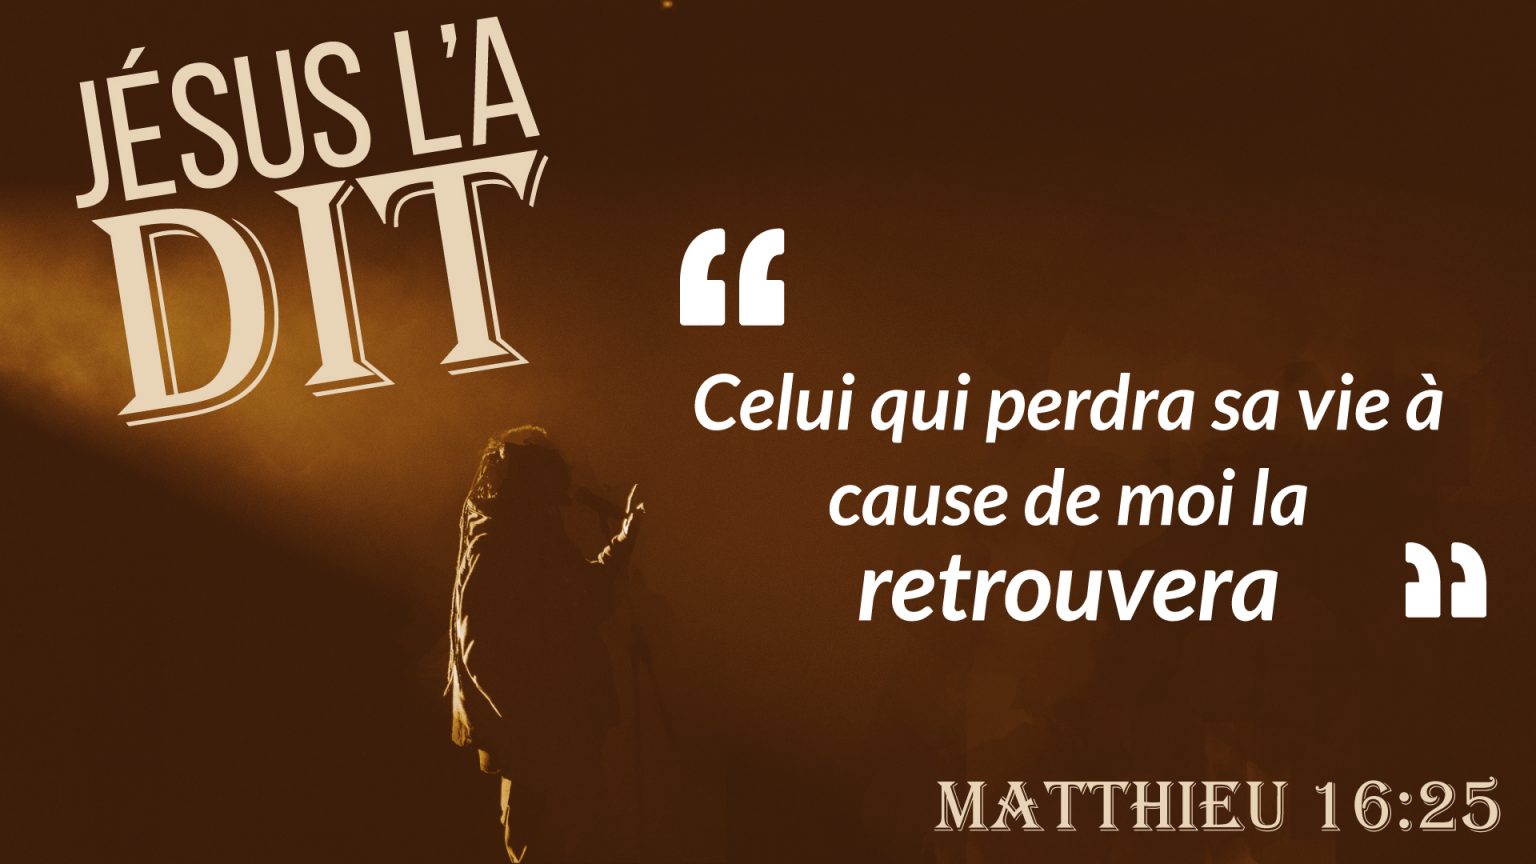 JÉSUS L'A
DIT
“
Celui qui perdra sa vie à
cause de moi la
retrouvera
”
MATTHIEU 16:25